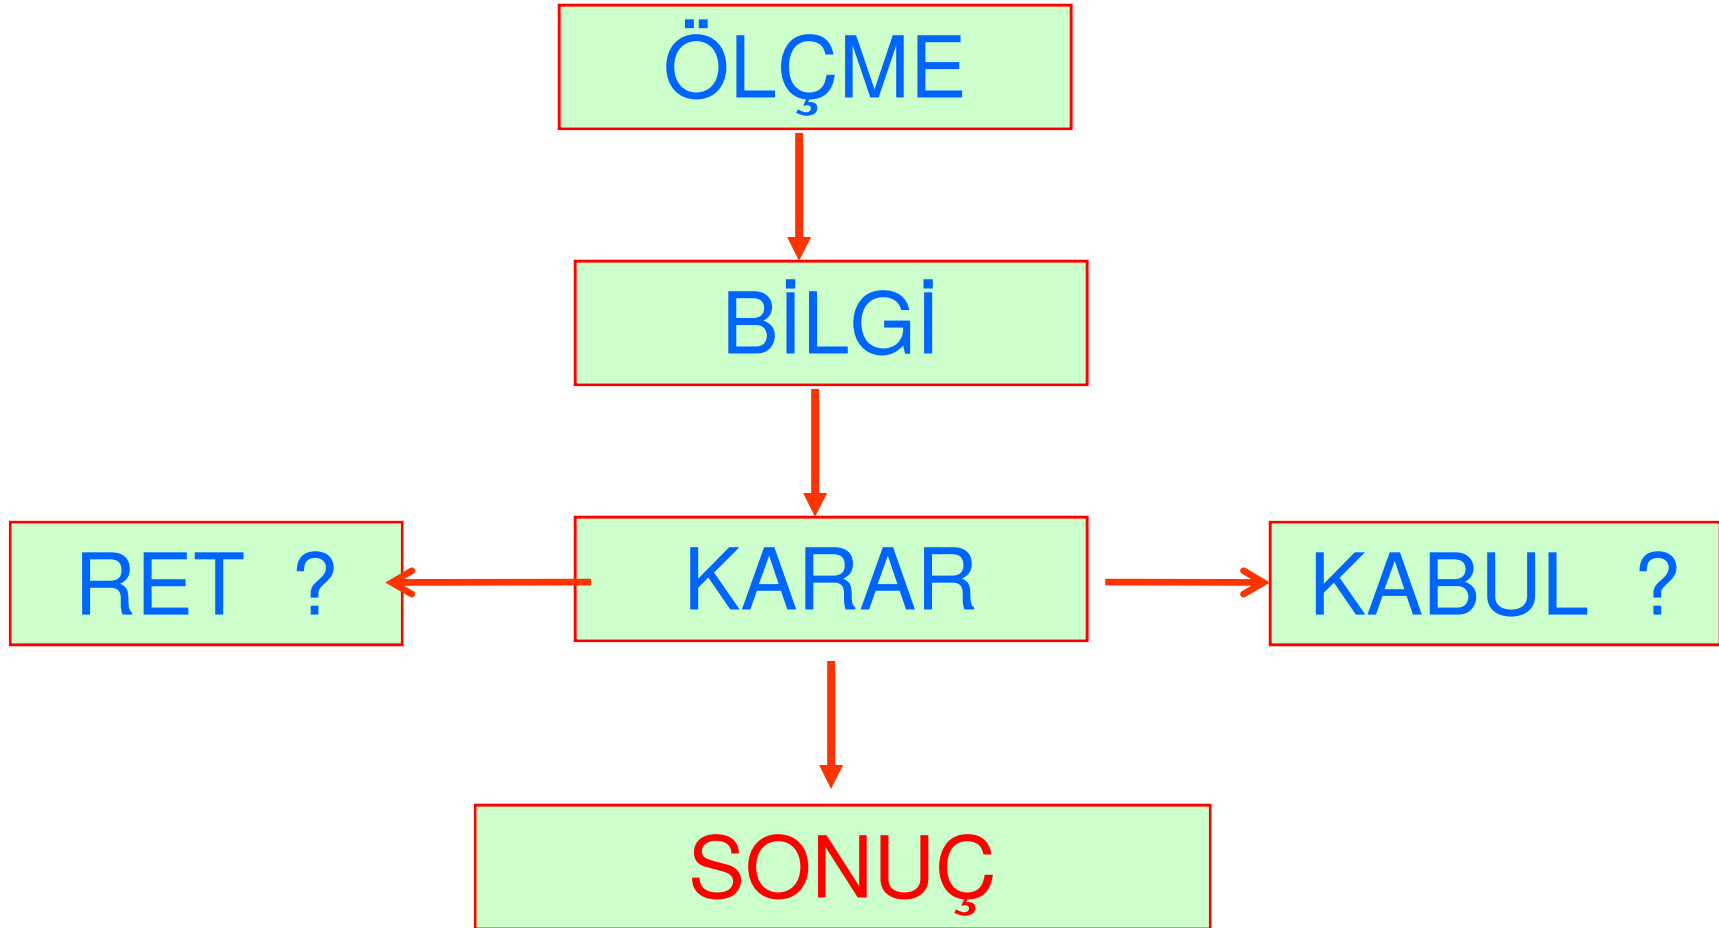 ÖLÇME
BİLGİ
RET ?
KARAR
KABUL ?
SONUÇ